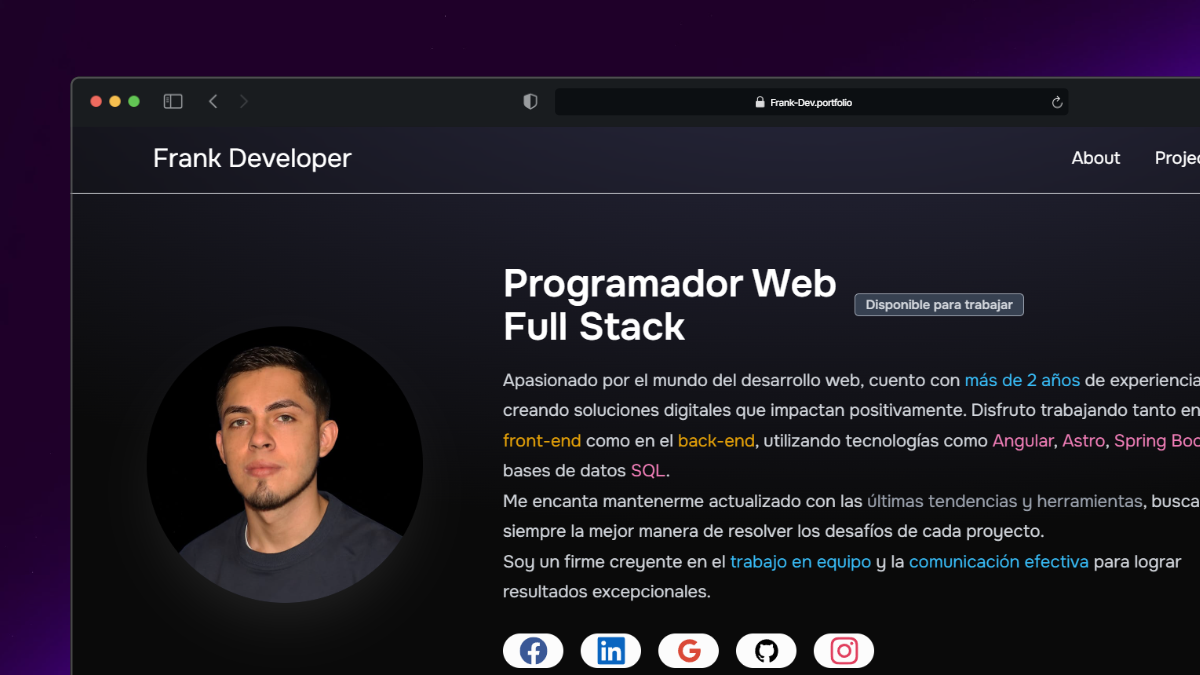 Frank-Dev.portfolio
Frank Developer
About
Programador Web
Full Stack
Disponible para trabajar
Apasionado por el mundo del desarrollo web, cuento con más de 2 años de experiencia
creando soluciones digitales que impactan positivamente. Disfruto trabajando tanto en
front-end como en el back-end, utilizando tecnologías como Angular, Astro, Spring
bases de datos SQL.
Me encanta mantenerme actualizado con las últimas tendencias y herramientas,
siempre la mejor manera de resolver los desafíos de cada proyecto.
Soy un firme creyente en el trabajo en equipo y la comunicación efectiva para lograr
resultados excepcionales.
in